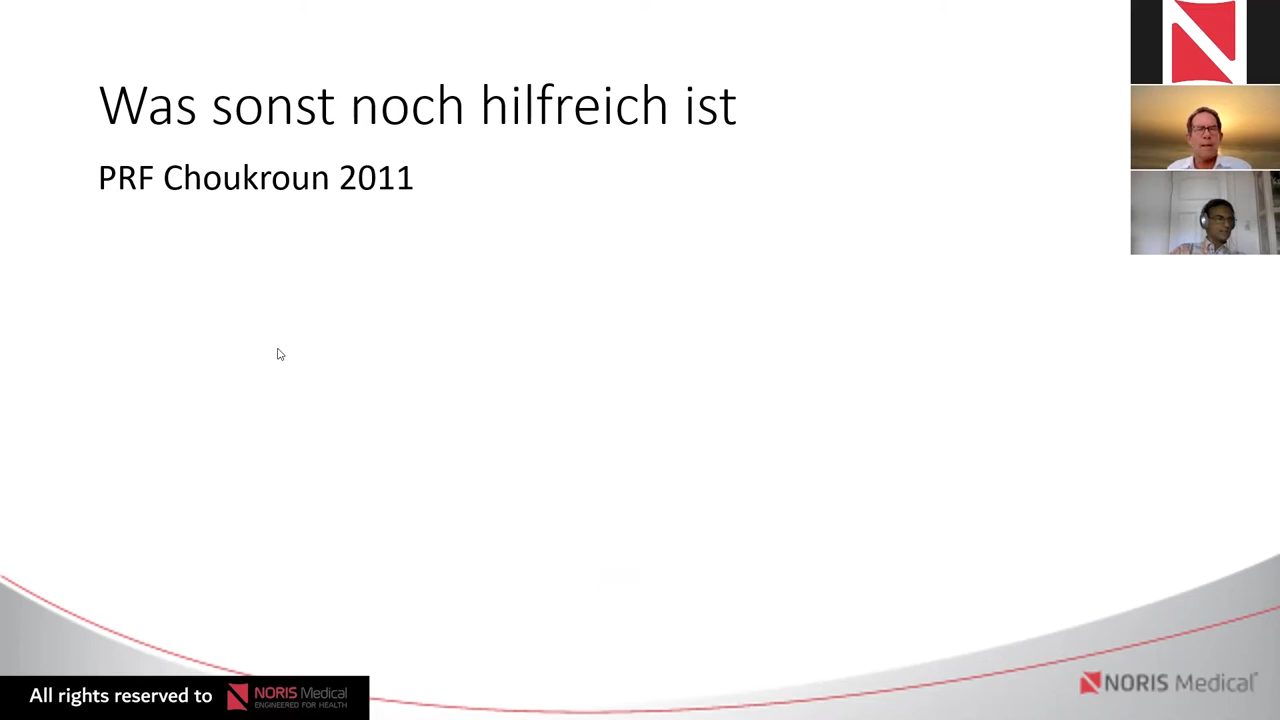 Was sonst noch hilfreich ist
PRF Choukroun 2011
All rights reserved to NORIS Medical
ENGINEERED FOR HEALTH
NORIS Medical